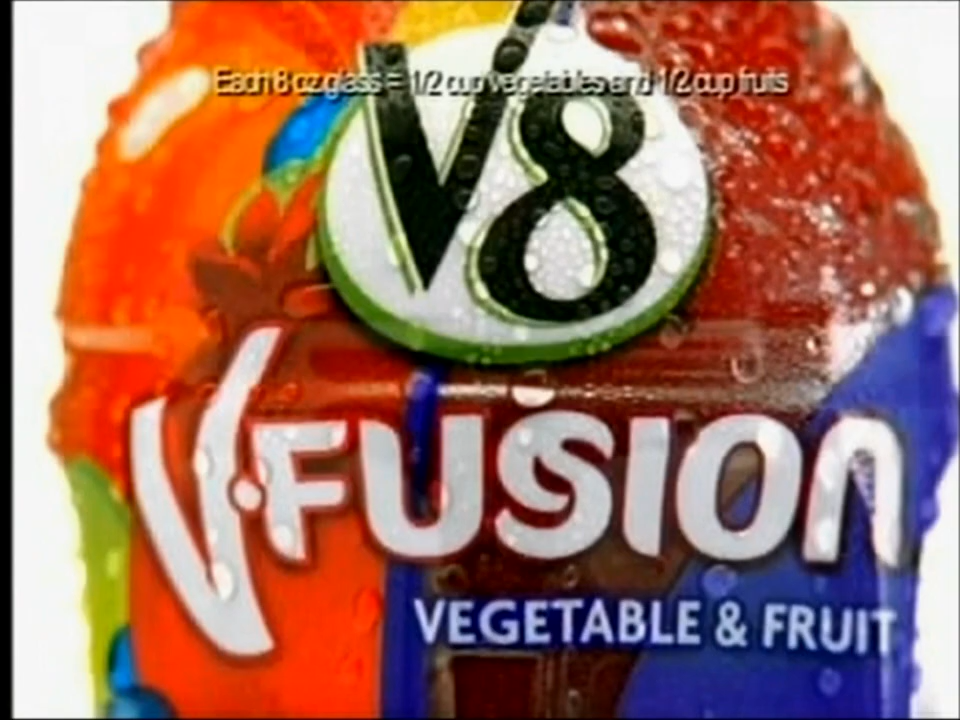 Each 8 oz glass = 1/2 cup vegetables and 1/2 cup fruits
V8
V·FUSION
VEGETABLE & FRUIT